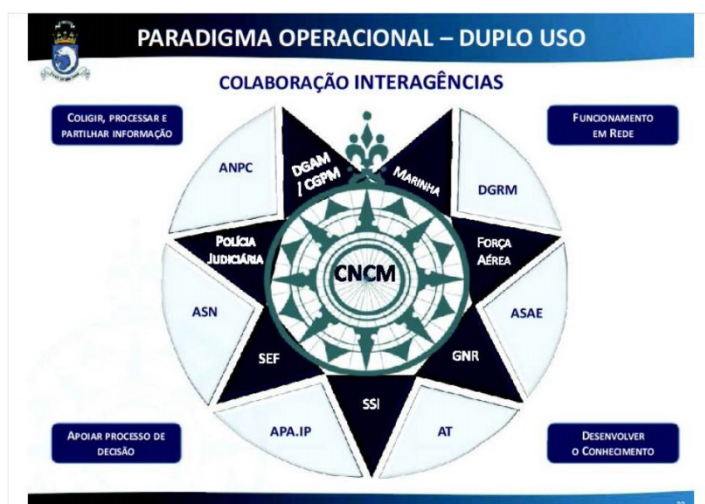 PARADIGMA OPERACIONAL – DUPLO USO
COLABORAÇÃO INTERAGÊNCIAS
COLIGIR, PROCESSAR E
PARTILHAR INFORMAÇÃO
FUNCIONAMENTO
EM REDE
ANPC
DGAM
/ CGPM
MARINHA
DGRM
POLÍCIA
JUDICIÁRIA
CNCM
FORÇA
AÉREA
ASN
ASAE
SEF
GNR
SSI
APA.IP
AT
APOIAR PROCESSO DE
DECISÃO
DESENVOLVER
O CONHECIMENTO